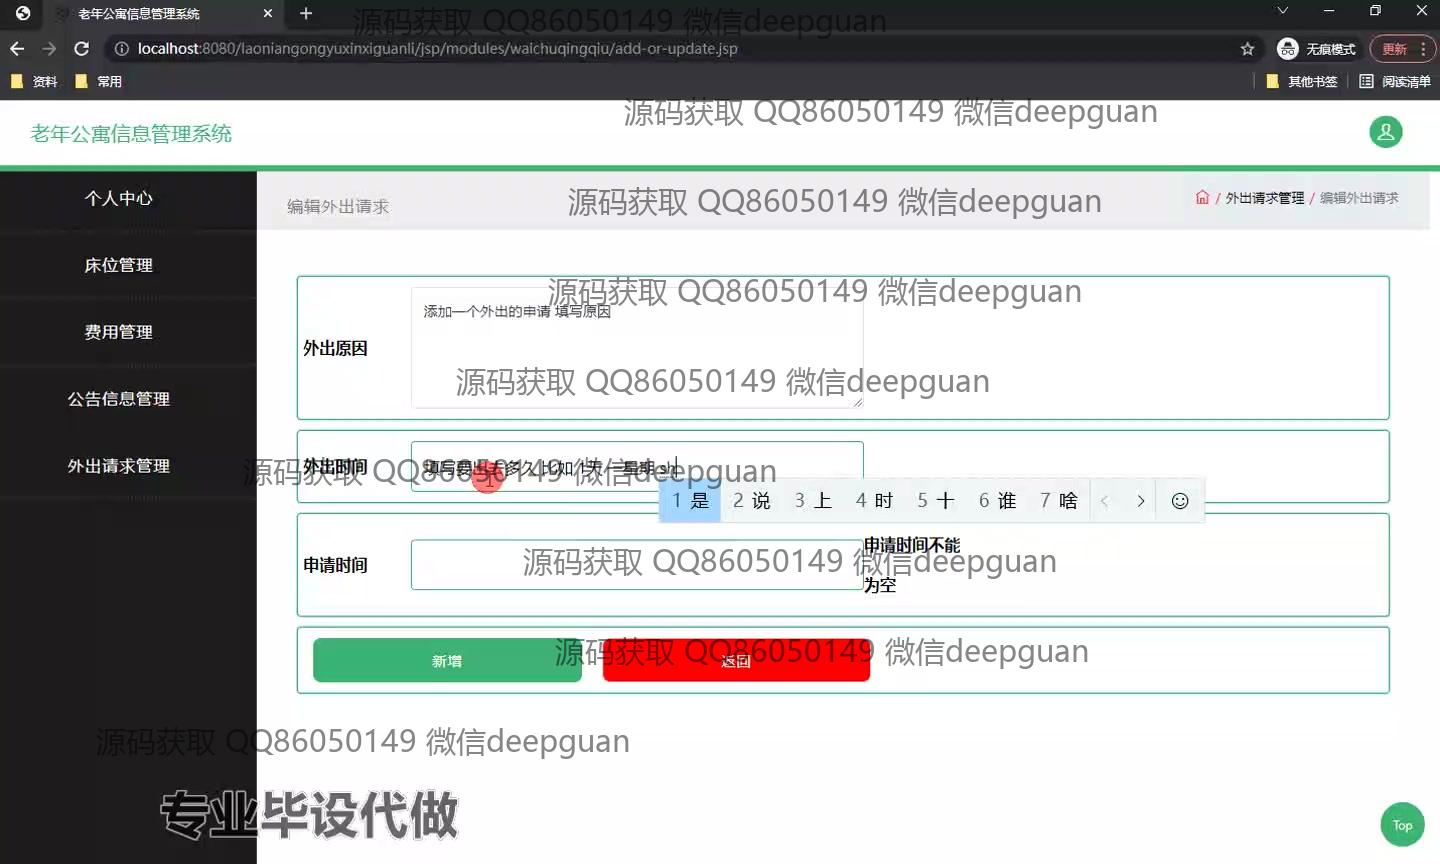 老年公寓信息管理系统
源码获取 QQ86050149 微信deepguan
localhost:8080/laoniangongyuxinxiguanli/jsp/modules/waichuqingqiu/add-or-update.jsp
无痕模式
更新
资料
常用
其他书签
阅读清单
源码获取 QQ86050149 微信deepguan
老年公寓信息管理系统
个人中心
床位管理
费用管理
公告信息管理
外出请求管理
编辑外出请求
源码获取 QQ86050149 微信deepguan
/ 外出请求管理 / 编辑外出请求
源码获取 QQ86050149 微信deepguan
外出原因
添加一个外出的申请 填写原因
源码获取 QQ86050149 微信deepguan
外出时间
填写要出去多久 比如 1天 一星期 sh
源码获取 QQ86050149 微信deepguan
1 是 2 说 3 上 4 时 5 十 6 谁 7 啥
申请时间
申请时间不能
为空
源码获取 QQ86050149 微信deepguan
新增
返回
源码获取 QQ86050149 微信deepguan
源码获取 QQ86050149 微信deepguan
专业毕设代做
Top